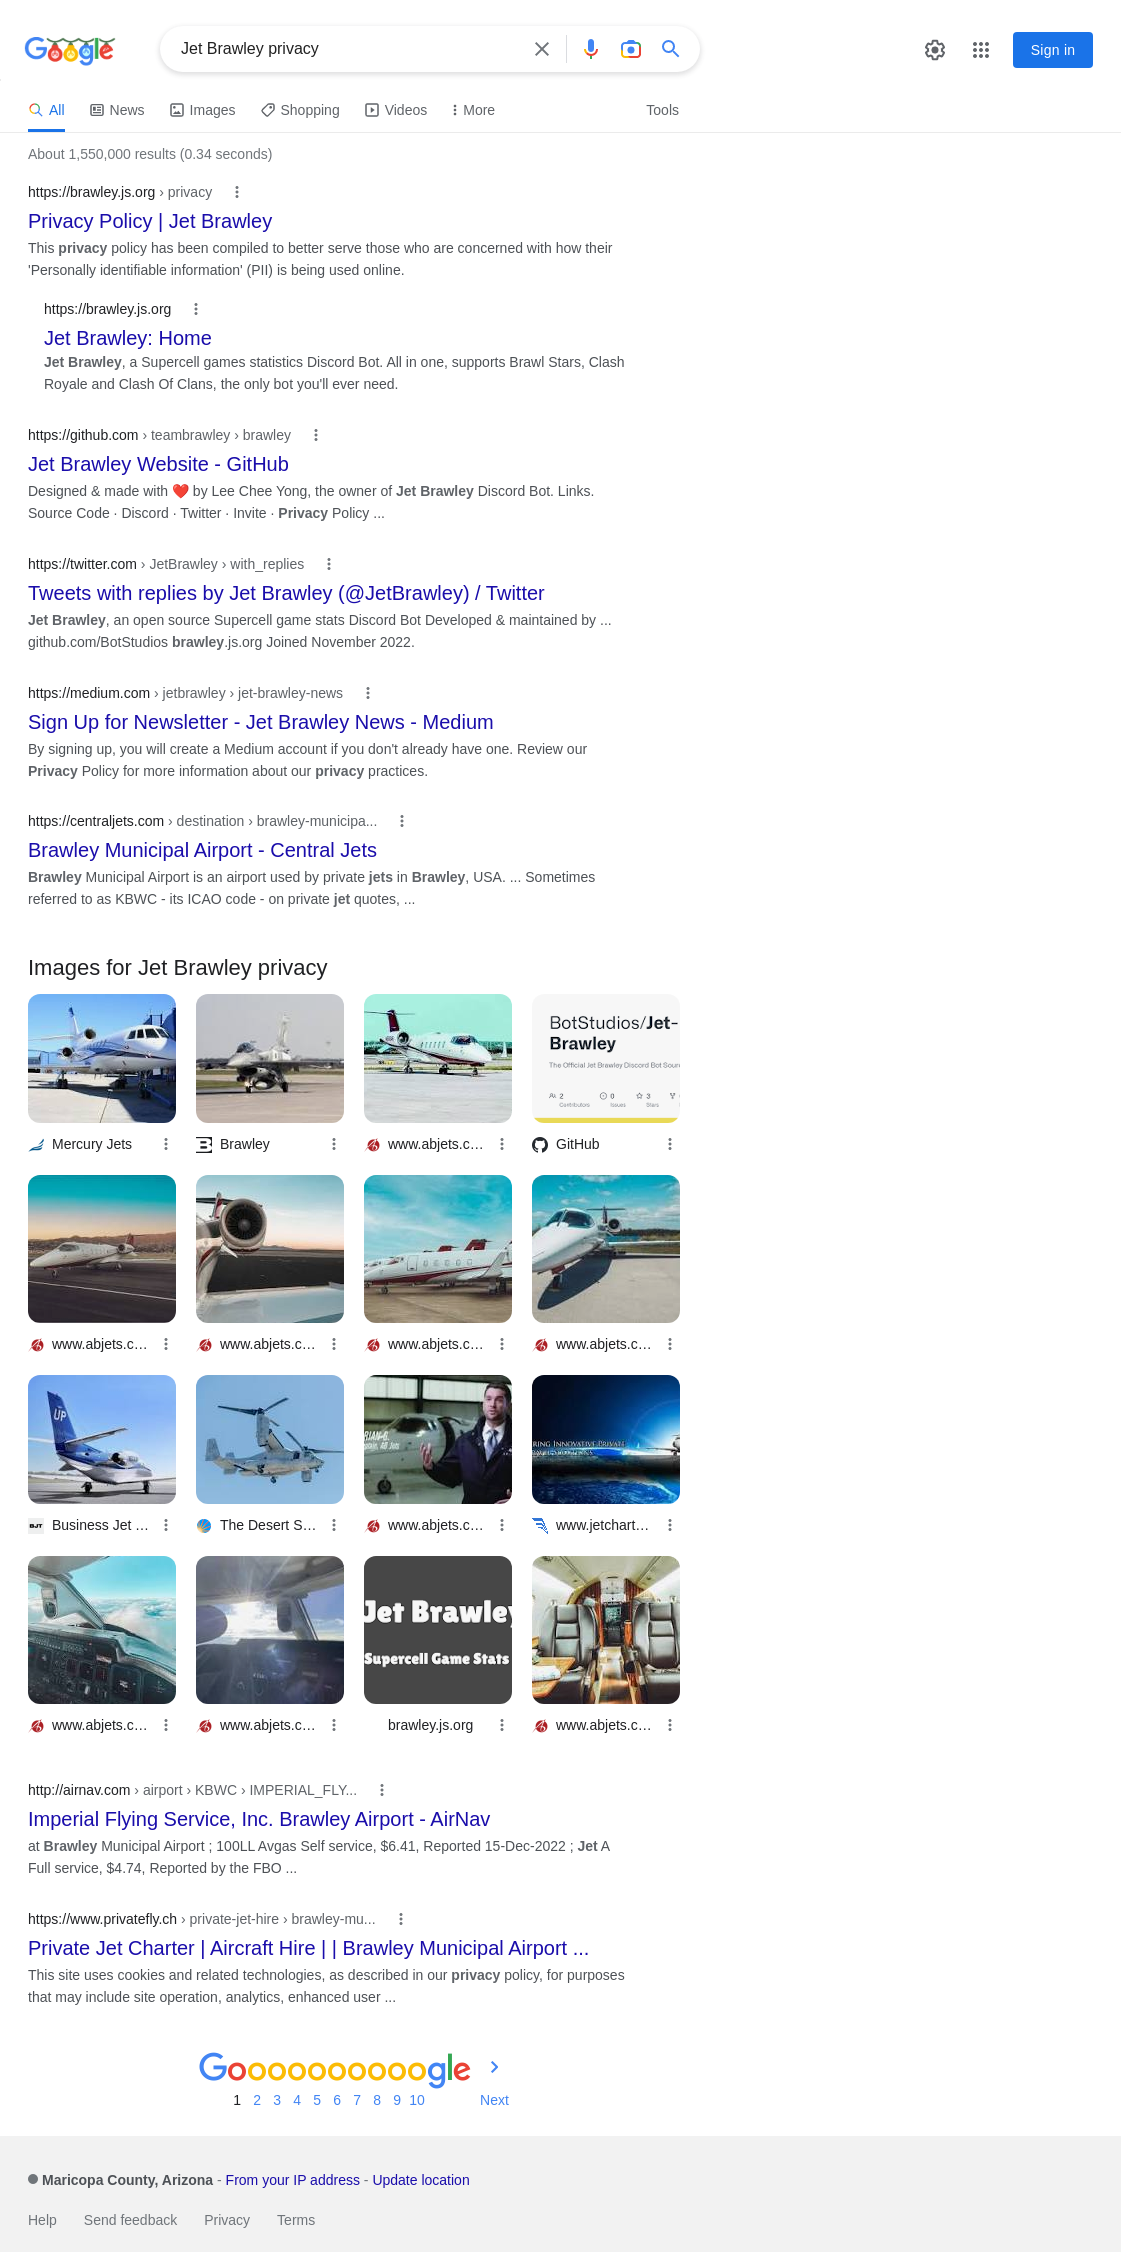 Google
Jet Brawley privacy
Sign in
All
News
Images
Shopping
Videos
More
Tools
About 1,550,000 results (0.34 seconds)
https://brawley.js.org › privacy
Privacy Policy | Jet Brawley
This privacy policy has been compiled to better serve those who are concerned with how their
'Personally identifiable information' (PII) is being used online.
https://brawley.js.org
Jet Brawley: Home
Jet Brawley, a Supercell games statistics Discord Bot. All in one, supports Brawl Stars, Clash
Royale and Clash Of Clans, the only bot you'll ever need.
https://github.com › teambrawley › brawley
Jet Brawley Website - GitHub
Designed & made with ❤️ by Lee Chee Yong, the owner of Jet Brawley Discord Bot. Links.
Source Code · Discord · Twitter · Invite · Privacy Policy ...
https://twitter.com › JetBrawley › with_replies
Tweets with replies by Jet Brawley (@JetBrawley) / Twitter
Jet Brawley, an open source Supercell game stats Discord Bot Developed & maintained by ...
github.com/BotStudios brawley.js.org Joined November 2022.
https://medium.com › jetbrawley › jet-brawley-news
Sign Up for Newsletter - Jet Brawley News - Medium
By signing up, you will create a Medium account if you don't already have one. Review our
Privacy Policy for more information about our privacy practices.
https://centraljets.com › destination › brawley-municipa...
Brawley Municipal Airport - Central Jets
Brawley Municipal Airport is an airport used by private jets in Brawley, USA. ... Sometimes
referred to as KBWC - its ICAO code - on private jet quotes, ...
Images for Jet Brawley privacy
BotStudios/Jet-
Brawley
The Official Jet Brawley Discord Bot Sour
2
0
3
Contributors
Issues
Stars
Mercury Jets
Brawley
www.abjets.c...
GitHub
www.abjets.c...
www.abjets.c...
www.abjets.c...
www.abjets.c...
UP
RIAN G.
AB Jets
RING INNOVATIVE PRIVATE
BJT
Business Jet ...
The Desert S...
www.abjets.c...
www.jetchart...
Jet Brawley
Supercell Game Stats
www.abjets.c...
www.abjets.c...
brawley.js.org
www.abjets.c...
http://airnav.com › airport › KBWC › IMPERIAL_FLY...
Imperial Flying Service, Inc. Brawley Airport - AirNav
at Brawley Municipal Airport ; 100LL Avgas Self service, $6.41, Reported 15-Dec-2022 ; Jet A
Full service, $4.74, Reported by the FBO ...
https://www.privatefly.ch › private-jet-hire › brawley-mu...
Private Jet Charter | Aircraft Hire | | Brawley Municipal Airport ...
This site uses cookies and related technologies, as described in our privacy policy, for purposes
that may include site operation, analytics, enhanced user ...
Goooooooooogle
1 2 3 4 5 6 7 8 9 10 Next
Maricopa County, Arizona - From your IP address - Update location
Help Send feedback Privacy Terms